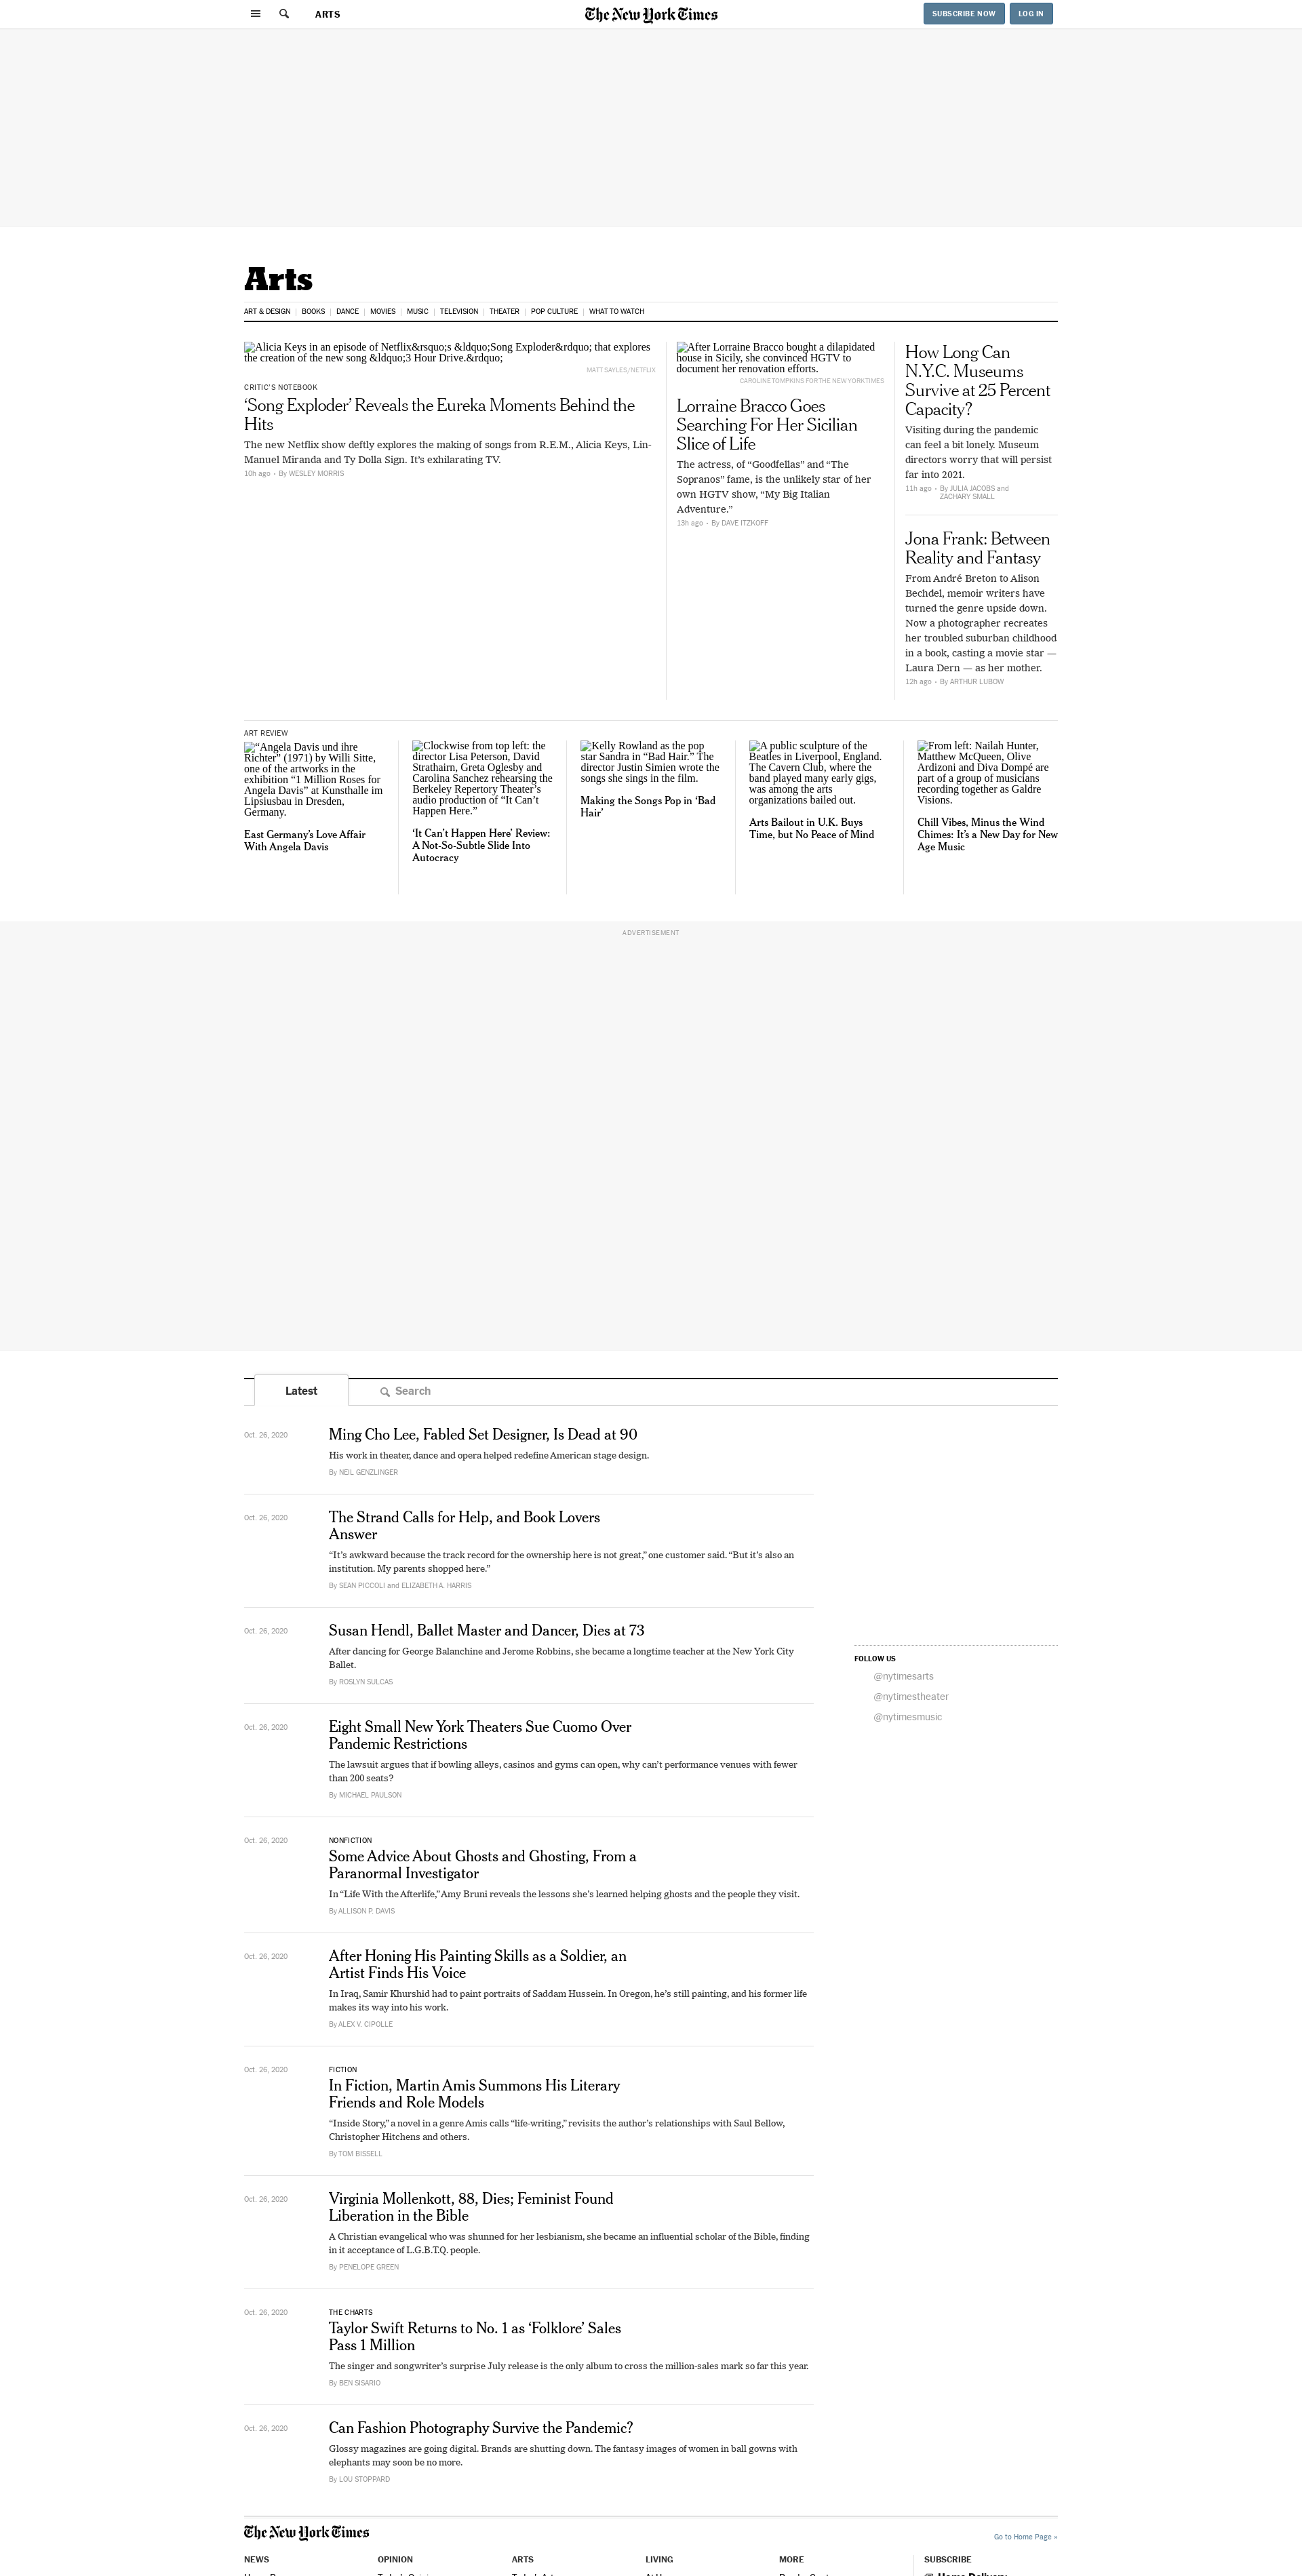 ARTS
The New York Times
SUBSCRIBE NOW
LOG IN
Arts
ART & DESIGN
BOOKS
DANCE
MOVIES
MUSIC
TELEVISION
THEATER
POP CULTURE
WHAT TO WATCH
Alicia Keys in an episode of Netflix&rsquo;s &ldquo;Song Exploder&rdquo; that explores
the creation of the new song &ldquo;3 Hour Drive.&rdquo;
MATT SAYLES/NETFLIX
CRITIC'S NOTEBOOK
‘Song Exploder’ Reveals the Eureka Moments Behind the
Hits
The new Netflix show deftly explores the making of songs from R.E.M., Alicia Keys, Lin-
Manuel Miranda and Ty Dolla Sign. It’s exhilarating TV.
10h ago • By WESLEY MORRIS
After Lorraine Bracco bought a dilapidated
house in Sicily, she convinced HGTV to
document her renovation efforts.
CAROLINE TOMPKINS FOR THE NEW YORK TIMES
Lorraine Bracco Goes
Searching For Her Sicilian
Slice of Life
The actress, of “Goodfellas” and “The
Sopranos” fame, is the unlikely star of her
own HGTV show, “My Big Italian
Adventure.”
13h ago • By DAVE ITZKOFF
How Long Can
N.Y.C. Museums
Survive at 25 Percent
Capacity?
Visiting during the pandemic
can feel a bit lonely. Museum
directors worry that will persist
far into 2021.
11h ago • By JULIA JACOBS and
ZACHARY SMALL
Jona Frank: Between
Reality and Fantasy
From André Breton to Alison
Bechdel, memoir writers have
turned the genre upside down.
Now a photographer recreates
her troubled suburban childhood
in a book, casting a movie star —
Laura Dern — as her mother.
12h ago • By ARTHUR LUBOW
ART REVIEW
“Angela Davis und ihre
Richter” (1971) by Willi Sitte,
one of the artworks in the
exhibition “1 Million Roses for
Angela Davis” at Kunsthalle im
Lipsiusbau in Dresden,
Germany.
East Germany’s Love Affair
With Angela Davis
Clockwise from top left: the
director Lisa Peterson, David
Strathairn, Greta Oglesby and
Carolina Sanchez rehearsing the
Berkeley Repertory Theater’s
audio production of “It Can’t
Happen Here.”
‘It Can’t Happen Here’ Review:
A Not-So-Subtle Slide Into
Autocracy
Kelly Rowland as the pop
star Sandra in “Bad Hair.” The
director Justin Simien wrote the
songs she sings in the film.
Making the Songs Pop in ‘Bad
Hair’
A public sculpture of the
Beatles in Liverpool, England.
The Cavern Club, where the
band played many early gigs,
was among the arts
organizations bailed out.
Arts Bailout in U.K. Buys
Time, but No Peace of Mind
From left: Nailah Hunter,
Matthew McQueen, Olive
Ardizoni and Diva Dompé are
part of a group of musicians
recording together as Galdre
Visions.
Chill Vibes, Minus the Wind
Chimes: It’s a New Day for New
Age Music
ADVERTISEMENT
Latest
Search
Oct. 26, 2020
Ming Cho Lee, Fabled Set Designer, Is Dead at 90
His work in theater, dance and opera helped redefine American stage design.
By NEIL GENZLINGER
Oct. 26, 2020
The Strand Calls for Help, and Book Lovers
Answer
“It’s awkward because the track record for the ownership here is not great,” one customer said. “But it’s also an
institution. My parents shopped here.”
By SEAN PICCOLI and ELIZABETH A. HARRIS
Oct. 26, 2020
Susan Hendl, Ballet Master and Dancer, Dies at 73
After dancing for George Balanchine and Jerome Robbins, she became a longtime teacher at the New York City
Ballet.
By ROSLYN SULCAS
FOLLOW US
@nytimesarts
@nytimestheater
@nytimesmusic
Oct. 26, 2020
Eight Small New York Theaters Sue Cuomo Over
Pandemic Restrictions
The lawsuit argues that if bowling alleys, casinos and gyms can open, why can’t performance venues with fewer
than 200 seats?
By MICHAEL PAULSON
Oct. 26, 2020
NONFICTION
Some Advice About Ghosts and Ghosting, From a
Paranormal Investigator
In “Life With the Afterlife,” Amy Bruni reveals the lessons she’s learned helping ghosts and the people they visit.
By ALLISON P. DAVIS
Oct. 26, 2020
After Honing His Painting Skills as a Soldier, an
Artist Finds His Voice
In Iraq, Samir Khurshid had to paint portraits of Saddam Hussein. In Oregon, he’s still painting, and his former life
makes its way into his work.
By ALEX V. CIPOLLE
Oct. 26, 2020
FICTION
In Fiction, Martin Amis Summons His Literary
Friends and Role Models
“Inside Story,” a novel in a genre Amis calls “life-writing,” revisits the author’s relationships with Saul Bellow,
Christopher Hitchens and others.
By TOM BISSELL
Oct. 26, 2020
Virginia Mollenkott, 88, Dies; Feminist Found
Liberation in the Bible
A Christian evangelical who was shunned for her lesbianism, she became an influential scholar of the Bible, finding
in it acceptance of L.G.B.T.Q. people.
By PENELOPE GREEN
Oct. 26, 2020
THE CHARTS
Taylor Swift Returns to No. 1 as ‘Folklore’ Sales
Pass 1 Million
The singer and songwriter’s surprise July release is the only album to cross the million-sales mark so far this year.
By BEN SISARIO
Oct. 26, 2020
Can Fashion Photography Survive the Pandemic?
Glossy magazines are going digital. Brands are shutting down. The fantasy images of women in ball gowns with
elephants may soon be no more.
By LOU STOPPARD
The New York Times
Go to Home Page »
NEWS
OPINION
ARTS
LIVING
MORE
SUBSCRIBE